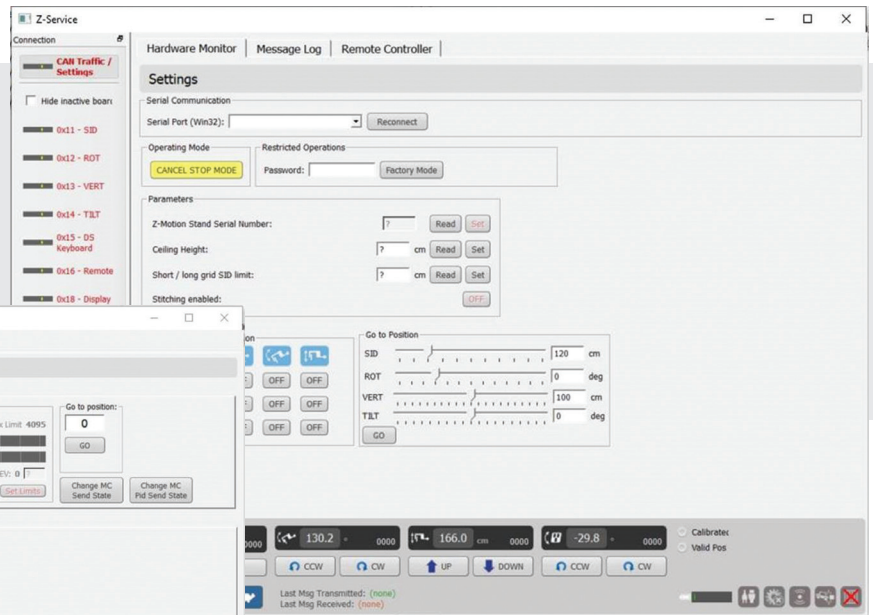 Z-Service
Connection
Hardware Monitor Message Log Remote Controller
CAN Traffic /
Settings
Settings
Hide inactive board
Serial Communication
Serial Port (Win32): Reconnect
0x11 - SID
Operating Mode Restricted Operations
0x12 - ROT
CANCEL STOP MODE Password: Factory Mode
0x13 - VERT
Parameters
0x14 - TILT
Z-Motion Stand Serial Number: ? Read Set
0x15 - DS
Keyboard
Ceiling Height: ? cm Read Set
0x16 - Remote
Short / long grid SID limit: ? cm Read Set
0x18 - Display
Stitching enabled: OFF
on
Go to Position
SID 120 cm
OFF OFF
ROT 0 deg
OFF OFF
VERT 100 cm
OFF OFF
TILT 0 deg
GO
x Limit 4095
Go to position:
0
GO
EV: 0 ?
Set Limits
Change MC
Send State
Change MC
Pid Send State
0000 130.2 ° 0000 166.0 cm 0000 -29.8 ° 0000
CCW CW UP DOWN CCW CW
Calibrated
Valid Pos
Last Msg Transmitted: (none)
Last Msg Received: (none)